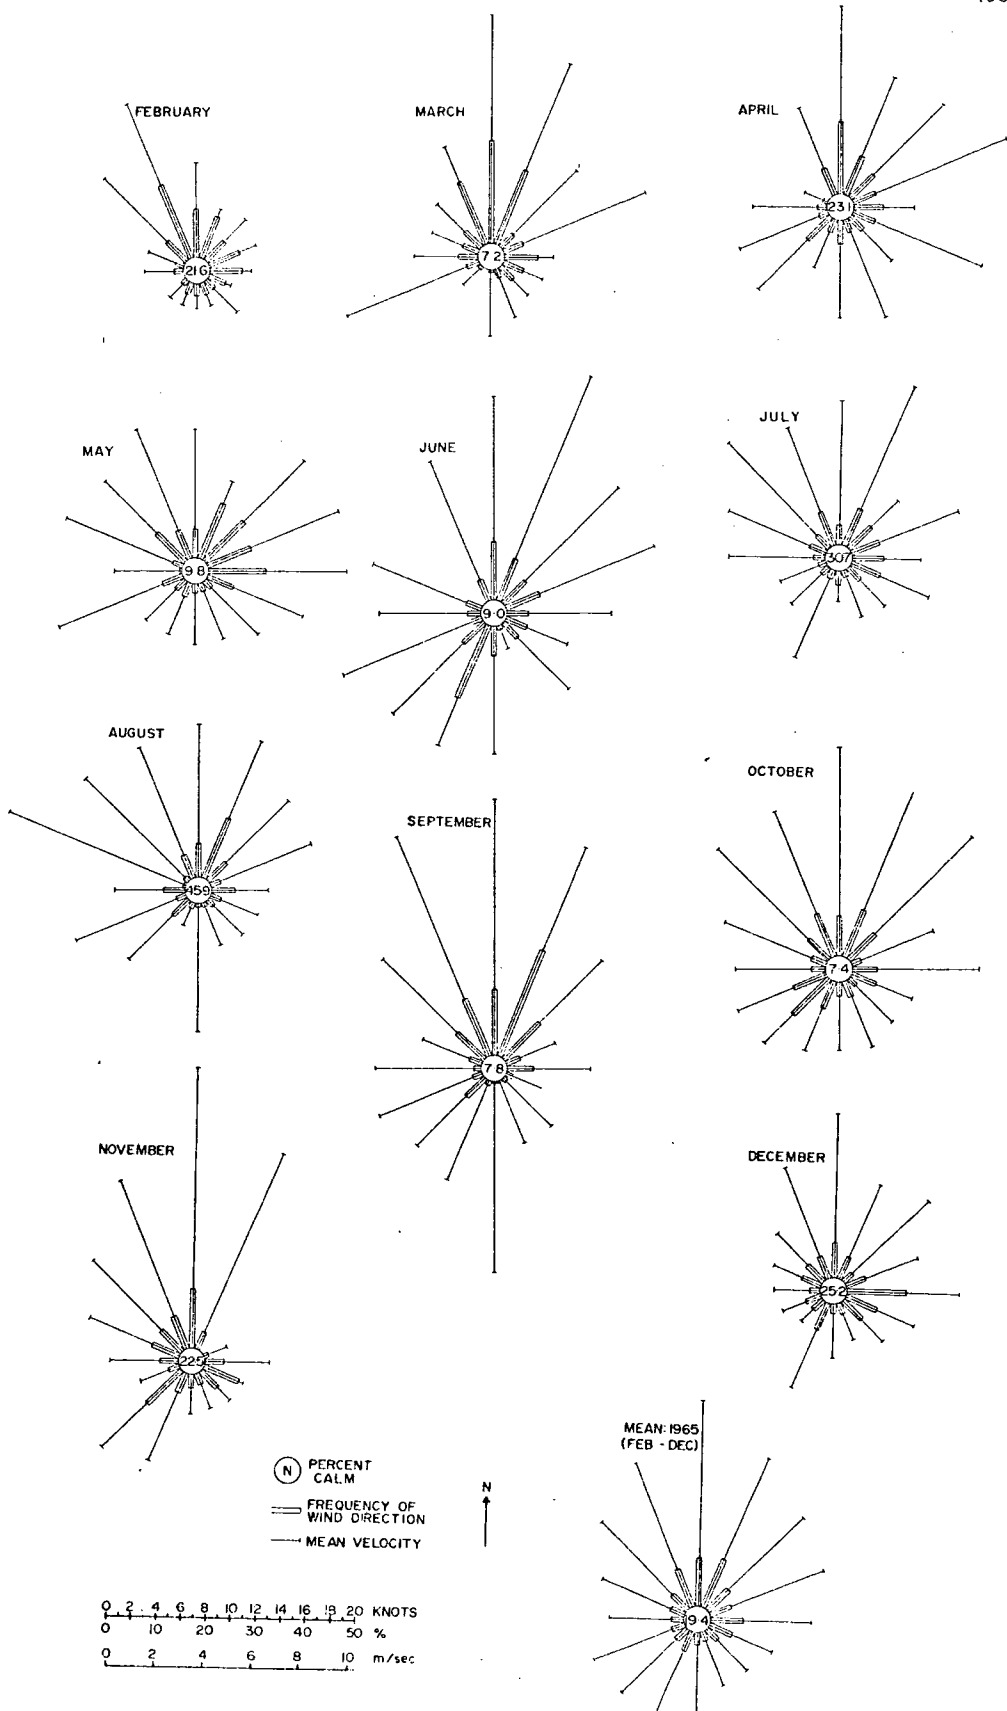 FEBRUARY
MARCH
APRIL
21·6
7·2
23·1
MAY
JUNE
JULY
9·8
9·0
30·7
AUGUST
SEPTEMBER
OCTOBER
15·9
7·8
7·4
NOVEMBER
DECEMBER
22·5
25·2
MEAN: 1965
(FEB - DEC)
9·4
N PERCENT
CALM
FREQUENCY OF
WIND DIRECTION
MEAN VELOCITY
N
0 2 4 6 8 10 12 14 16 18 20 KNOTS
0 10 20 30 40 50 %
0 2 4 6 8 10 m/sec